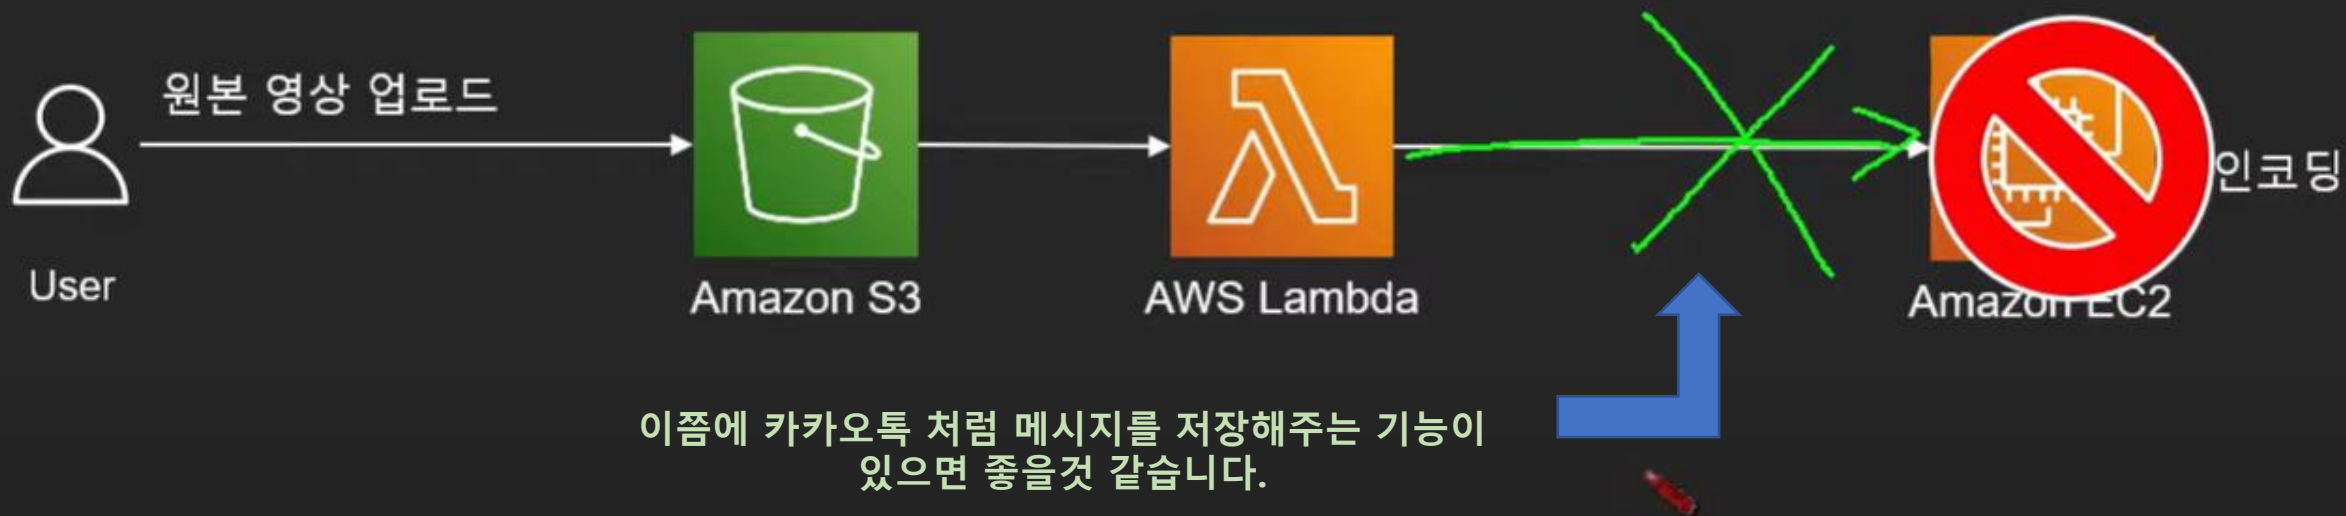 원본 영상 업로드
User
Amazon S3
AWS Lambda
Amazon EC2
인코딩
이쯤에 카카오톡 처럼 메시지를 저장해주는 기능이
있으면 좋을것 같습니다.